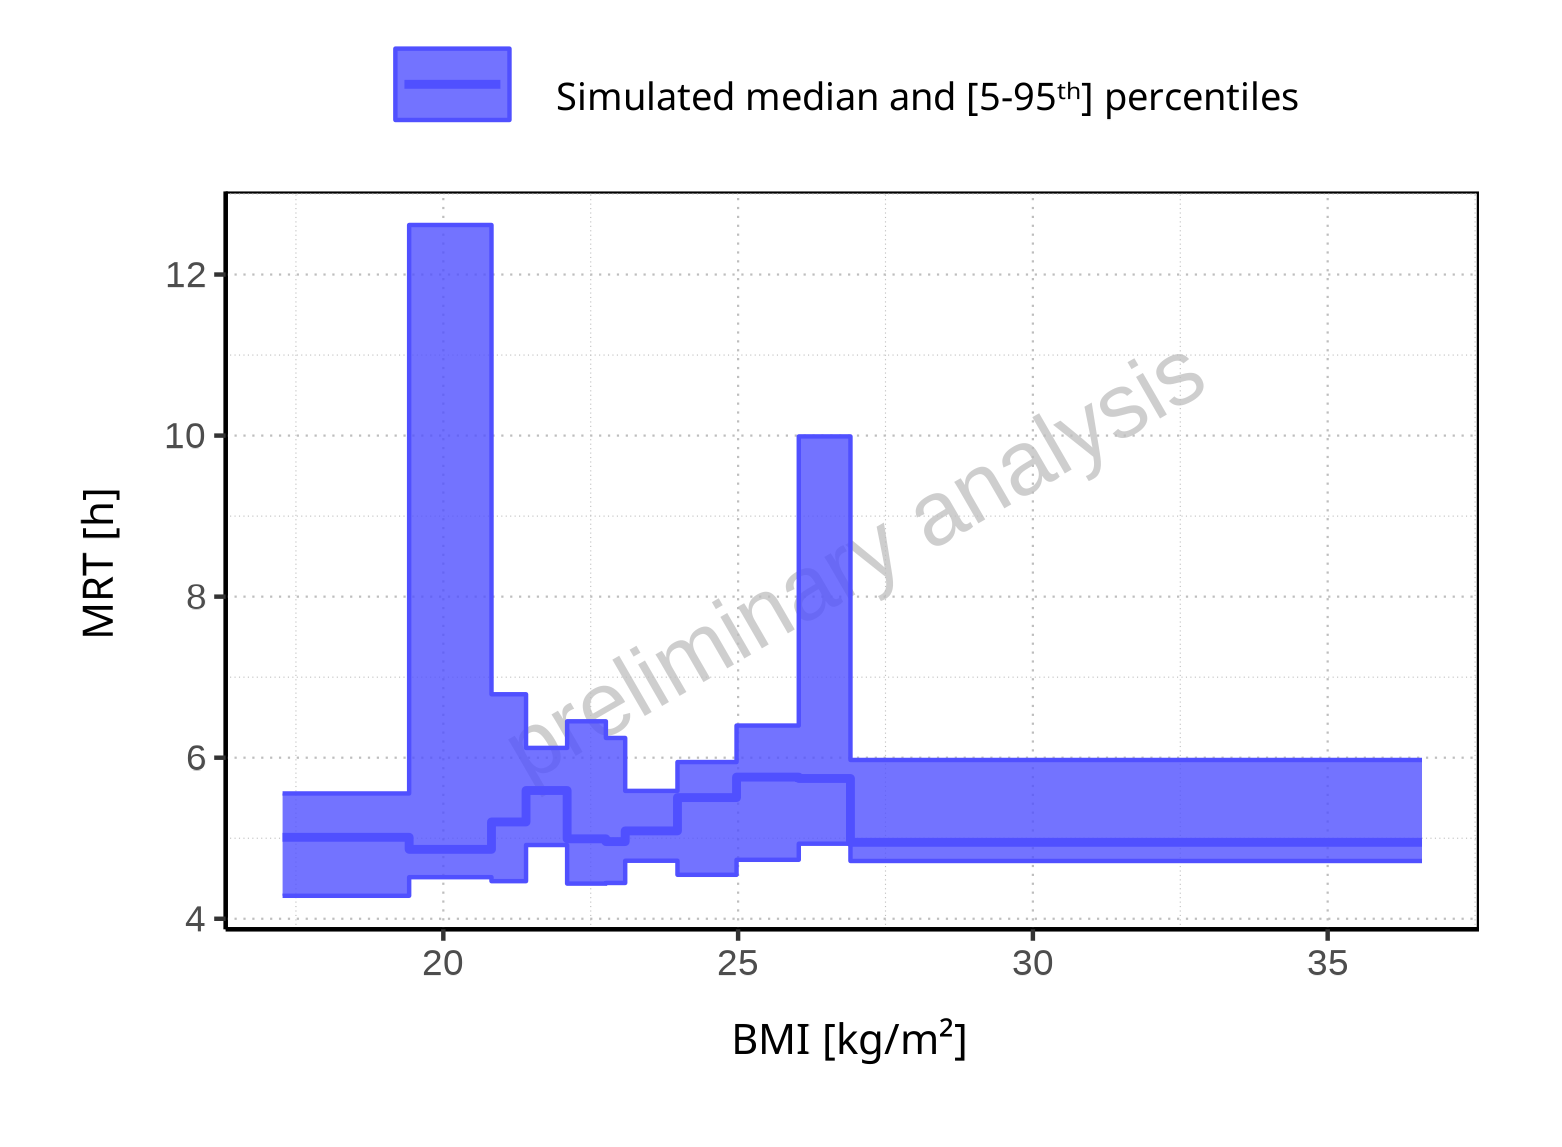 Simulated median and [5-95ᵗʰ] percentiles
12
10
8
6
4
MRT [h]
preliminary analysis
20 25 30 35
BMI [kg/m²]